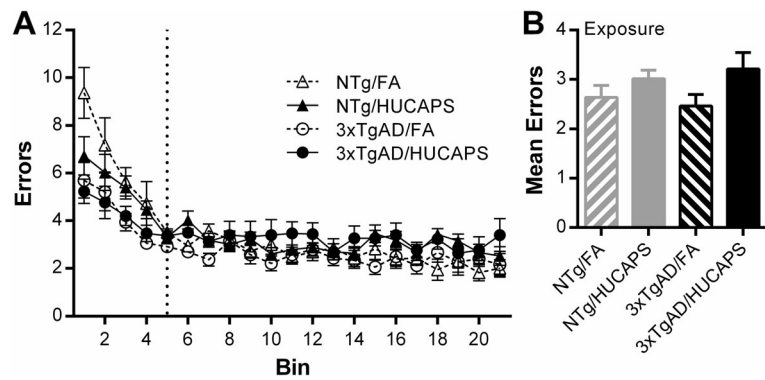 A
12
10
8
6
4
2
0
Errors
2 4 6 8 10 12 14 16 18 20
Bin
NTg/FA
NTg/HUCAPS
3xTgAD/FA
3xTgAD/HUCAPS
B
Exposure
4
3
2
1
0
Mean Errors
NTg/FA
NTg/HUCAPS
3xTgAD/FA
3xTgAD/HUCAPS